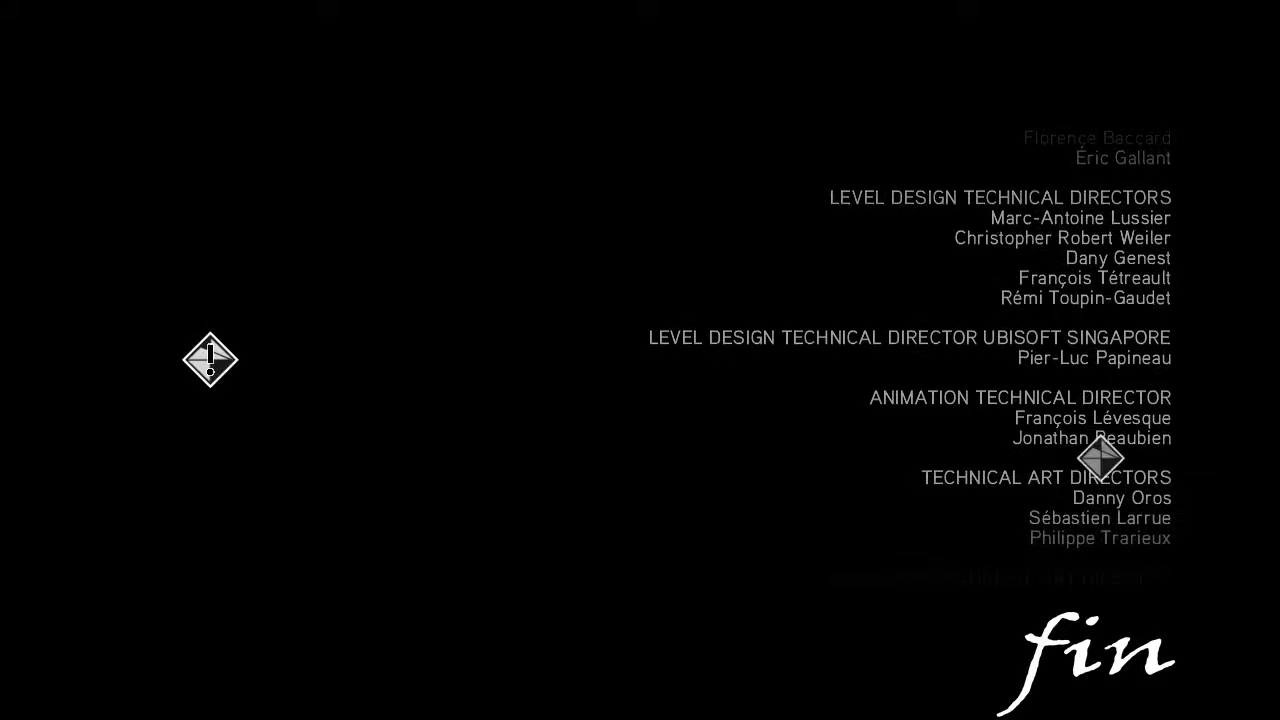 Florence Baccard
Éric Gallant
LEVEL DESIGN TECHNICAL DIRECTORS
Marc-Antoine Lussier
Christopher Robert Weiler
Dany Genest
François Tétreault
Rémi Toupin-Gaudet
LEVEL DESIGN TECHNICAL DIRECTOR UBISOFT SINGAPORE
Pier-Luc Papineau
ANIMATION TECHNICAL DIRECTOR
François Lévesque
Jonathan Beaubien
TECHNICAL ART DIRECTORS
Danny Oros
Sébastien Larrue
Philippe Trarieux
!
fin